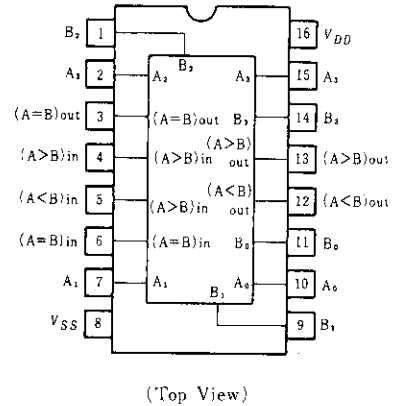 B₂ 1 16 V_DD
B₂
A₂ 2 A₂ A₃ 15 A₃
(A=B)out 3 (A=B)out B₃ 14 B₃
(A>B)in 4 (A>B)in (A>B) out 13 (A>B)out
(A<B)in 5 (A>B)in (A<B) out 12 (A<B)out
(A=B)in 6 (A=B)in B₀ 11 B₀
A₁ 7 A₁ A₀ 10 A₀
B₁
V_SS 8 9 B₁
(Top View)